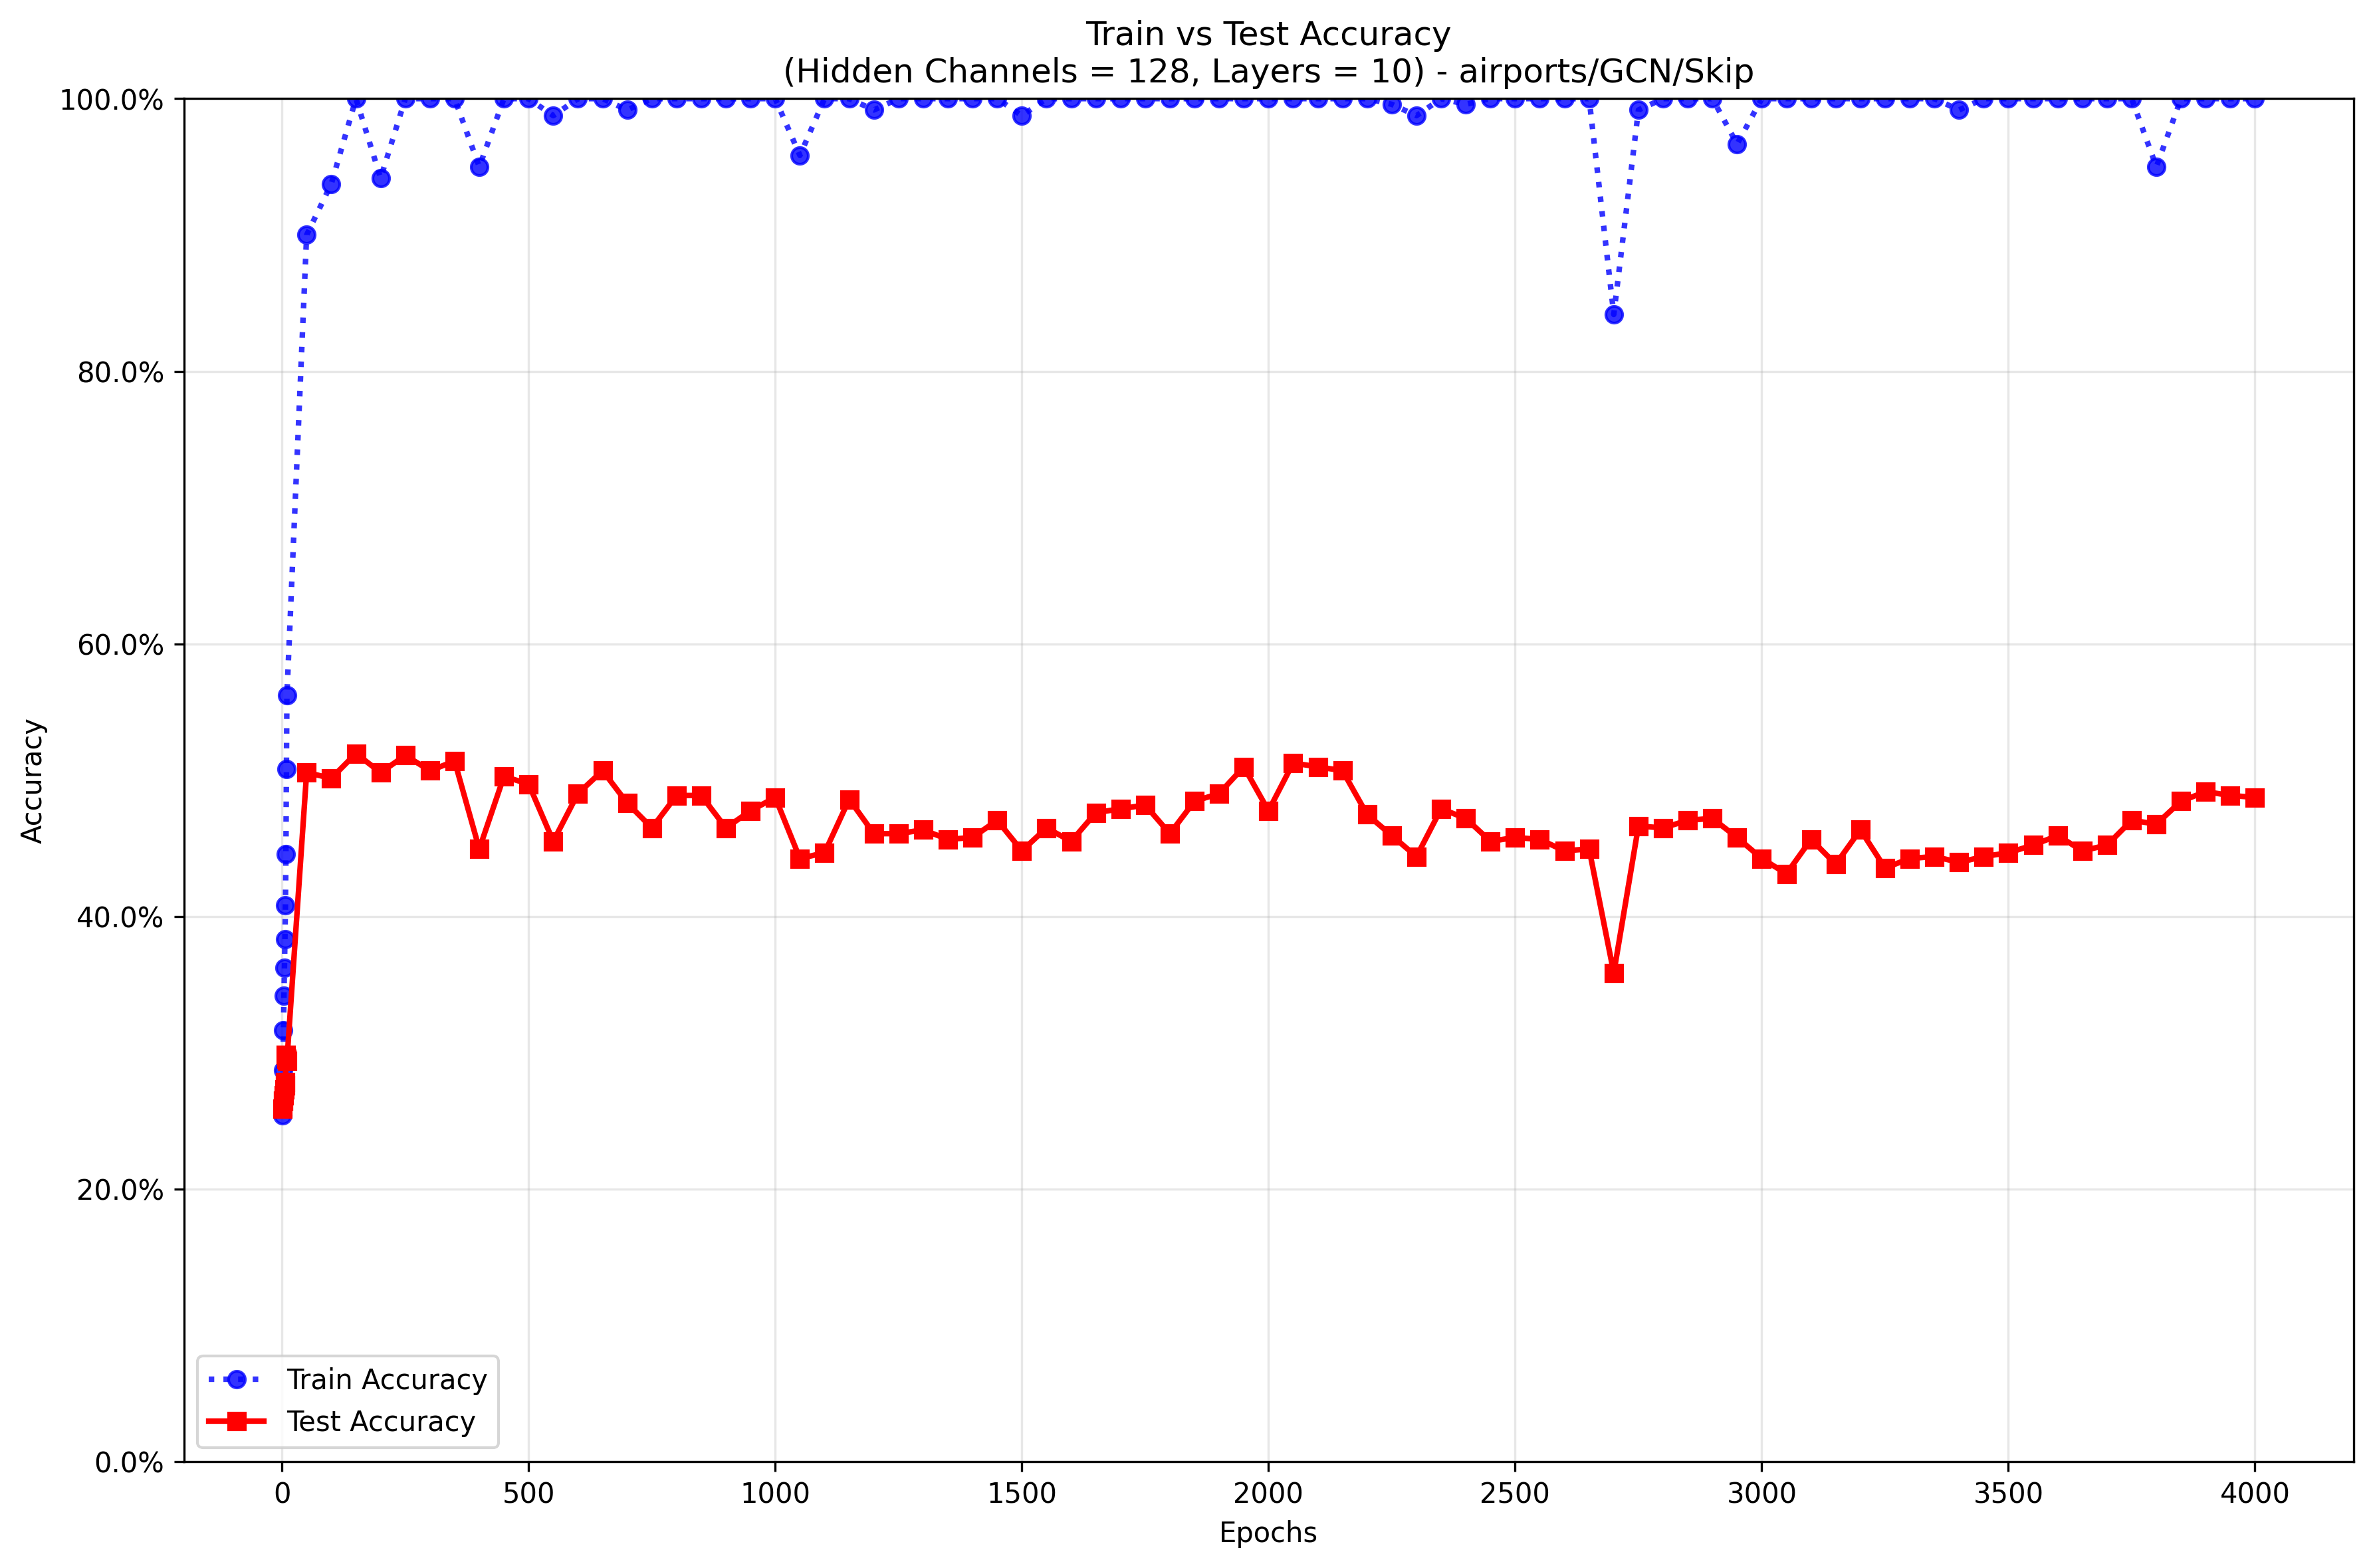 Train vs Test Accuracy
(Hidden Channels = 128, Layers = 10) - airports/GCN/Skip
100.0%
80.0%
60.0%
40.0%
20.0%
0.0%
Accuracy
Train Accuracy
Test Accuracy
0 500 1000 1500 2000 2500 3000 3500 4000
Epochs